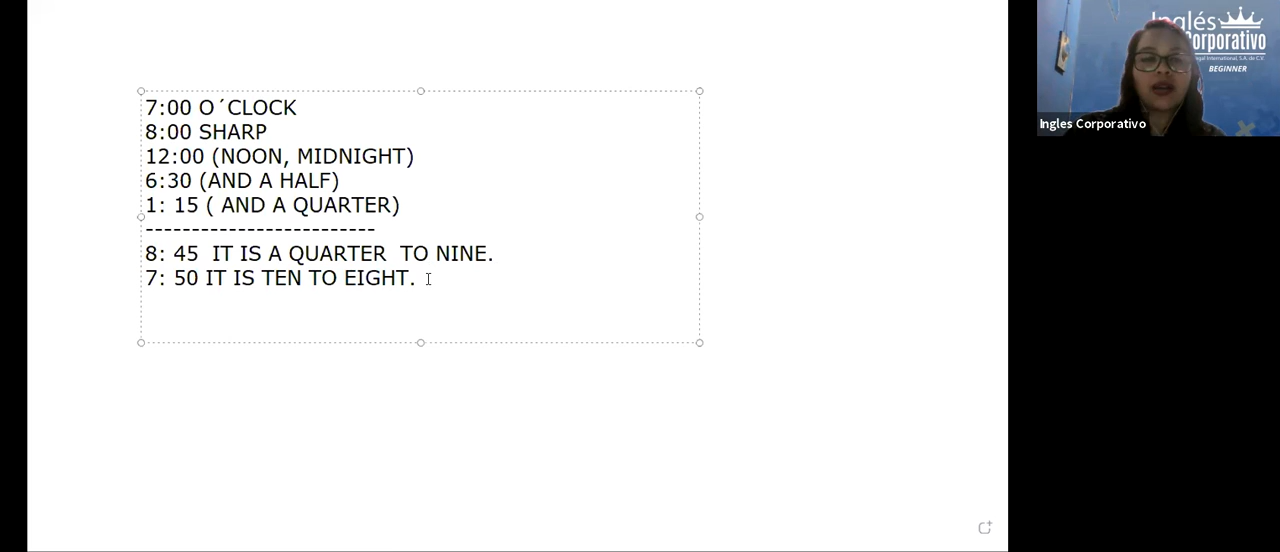 7:00 O´CLOCK
8:00 SHARP
12:00 (NOON, MIDNIGHT)
6:30 (AND A HALF)
1: 15 ( AND A QUARTER)
-------------------------
8: 45  IT IS A QUARTER  TO NINE.
7: 50 IT IS TEN TO EIGHT.
Inglés
Corporativo
BEGINNER
Ingles Corporativo